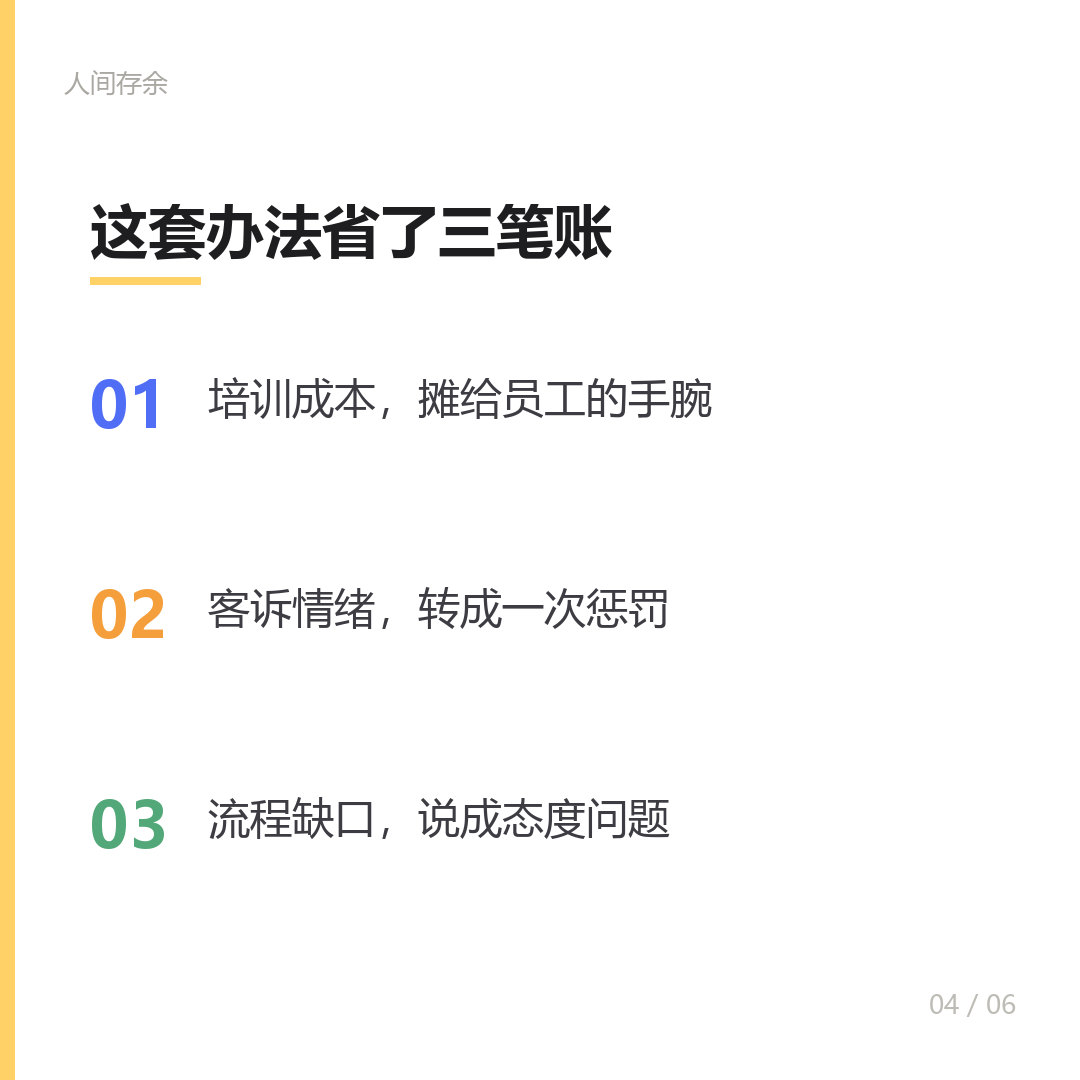 人间存余
这套办法省了三笔账
01 培训成本，摊给员工的手腕
02 客诉情绪，转成一次惩罚
03 流程缺口，说成态度问题
04 / 06